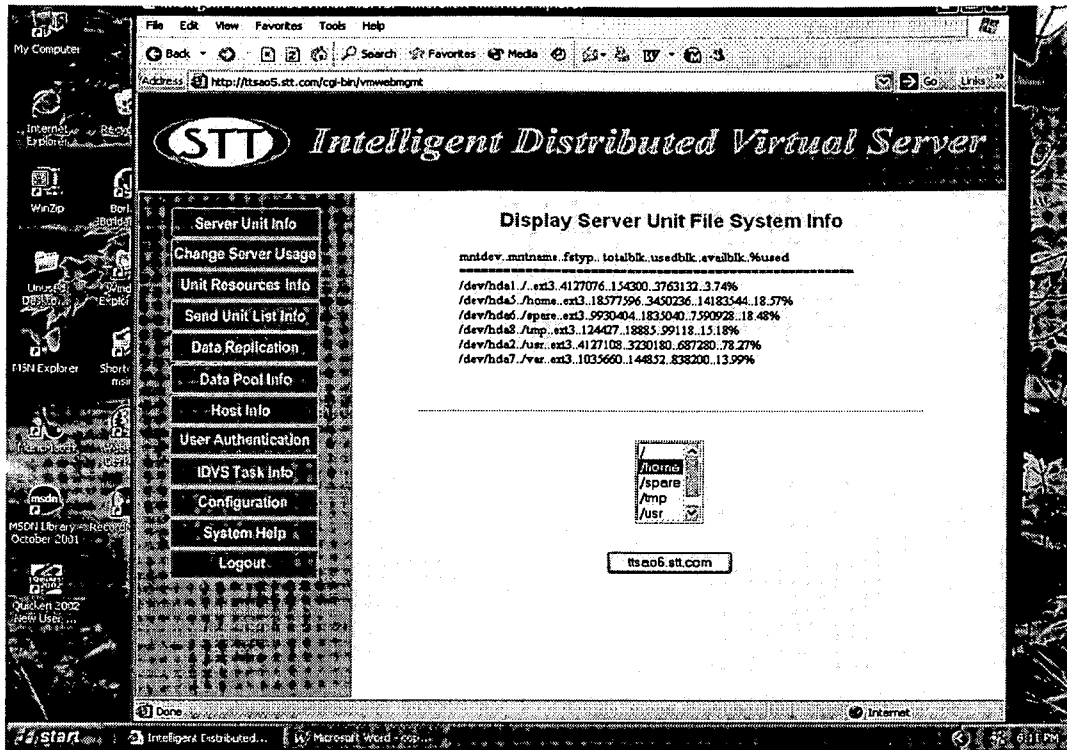 My Computer
Internet
Explorer
WinZip
MSN Explorer
MSDN Library
October 2001
Quicken 2002
New User ...
File Edit View Favorites Tools Help
Back Search Favorites Media
Address http://ttsao5.stt.com/cgi-bin/vmwebmgmt Go Links »
STT Intelligent Distributed Virtual Server
Server Unit Info
Change Server Usage
Unit Resources Info
Send Unit List Info
Data Replication
Data Pool Info
Host Info
User Authentication
IDVS Task Info
Configuration
System Help
Logout
Display Server Unit File System Info
mntdev..mntname..fstyp.. totalblk..usedblk..availblk..%used
/dev/hda1../..ext3..4127076..154300..3763132..3.74%
/dev/hda5../home..ext3..18577596..3450236..14183544..18.57%
/dev/hda6../spare..ext3..9930404..1835040..7590928..18.48%
/dev/hda8../tmp..ext3..124427..18885..99118..15.18%
/dev/hda2../usr..ext3..4127108..3230180..687280..78.27%
/dev/hda7../var..ext3..1035660..144852..838200..13.99%
/
/home
/spare
/tmp
/usr
ttsao6.stt.com
Done Internet
start Intelligent Distributed... Microsoft Word - 6:11 PM